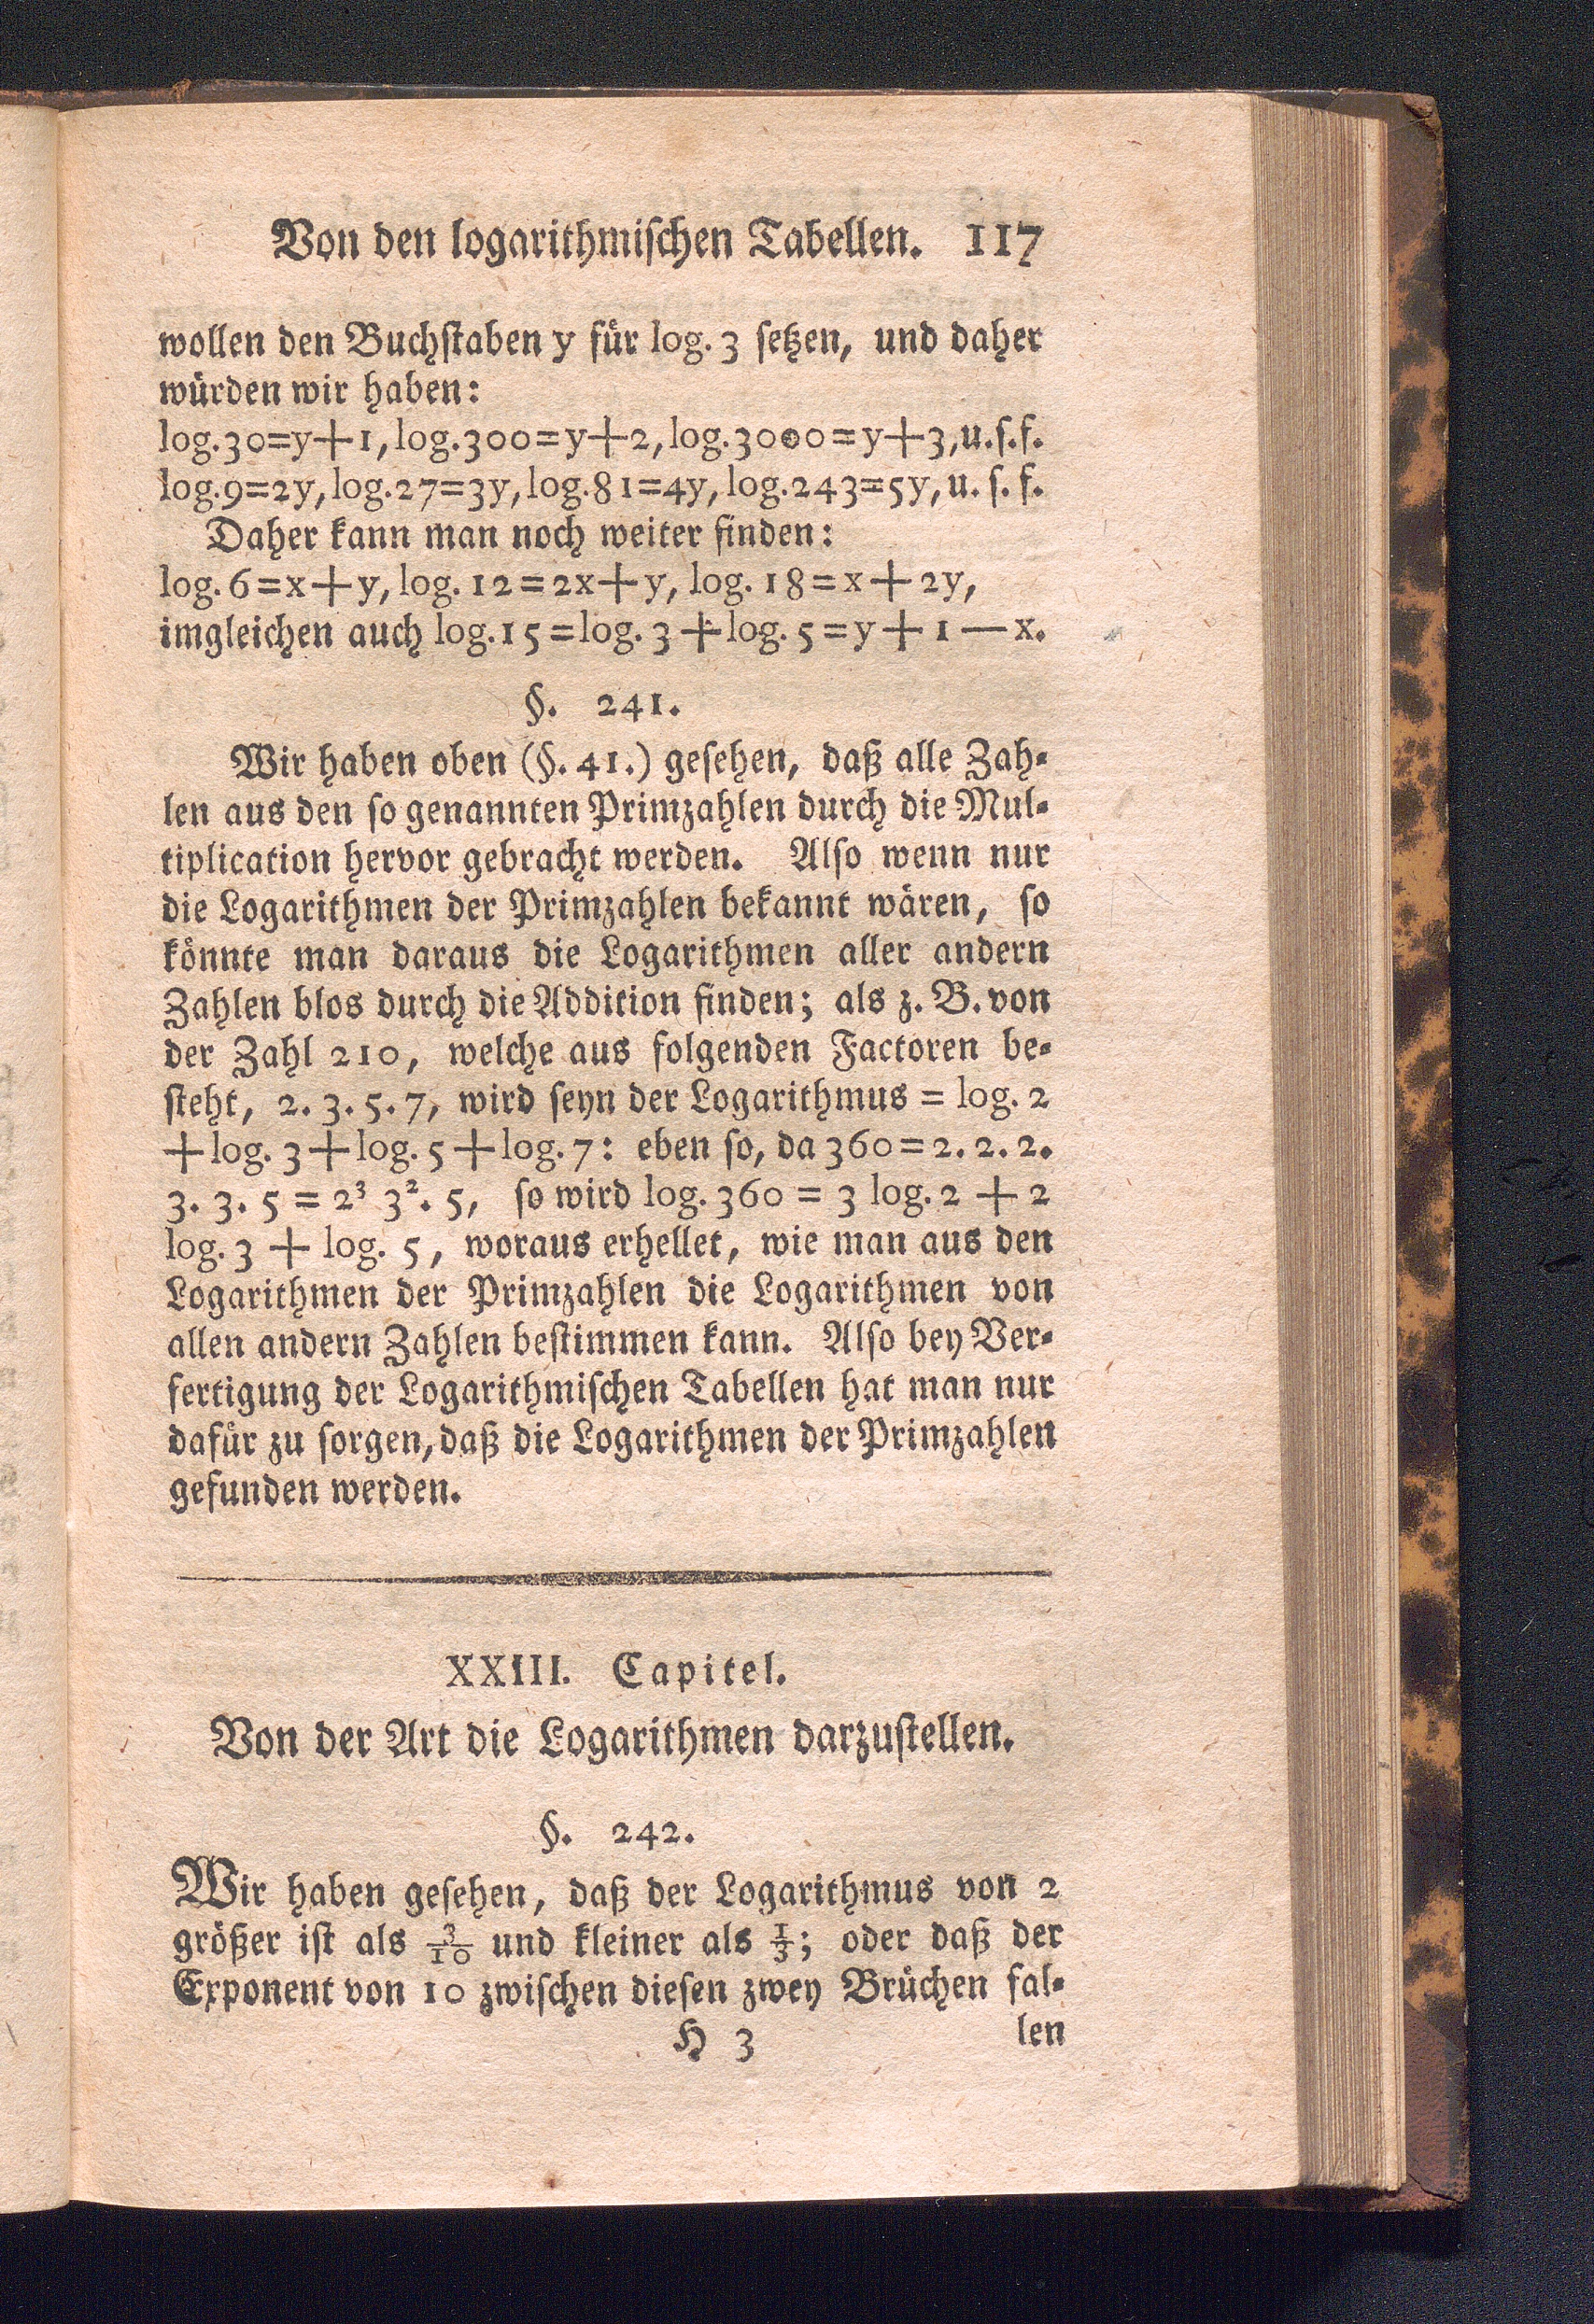 Von den logarithmischen Tabellen. 117
wollen den Buchstaben y für log. 3 setzen, und daher
würden wir haben:
log.30=y+1, log.300=y+2, log.3000=y+3, u.s.f.
log.9=2y, log.27=3y, log.81=4y, log.243=5y, u. s. f.
Daher kann man noch weiter finden:
log. 6=x+y, log. 12=2x+y, log. 18=x+2y,
imgleichen auch log.15=log. 3+log. 5=y+1—x.
§. 241.
Wir haben oben (§. 41.) gesehen, daß alle Zah-
len aus den so genannten Primzahlen durch die Mul-
tiplication hervor gebracht werden. Also wenn nur
die Logarithmen der Primzahlen bekannt wären, so
könnte man daraus die Logarithmen aller andern
Zahlen blos durch die Addition finden; als z. B. von
der Zahl 210, welche aus folgenden Factoren be-
steht, 2. 3. 5. 7, wird seyn der Logarithmus = log. 2
+log. 3+log. 5+log. 7: eben so, da 360=2. 2. 2.
3. 3. 5 = 2³ 3². 5, so wird log. 360 = 3 log. 2 + 2
log. 3 + log. 5, woraus erhellet, wie man aus den
Logarithmen der Primzahlen die Logarithmen von
allen andern Zahlen bestimmen kann. Also bey Ver-
fertigung der Logarithmischen Tabellen hat man nur
dafür zu sorgen, daß die Logarithmen der Primzahlen
gefunden werden.
XXIII. Capitel.
Von der Art die Logarithmen darzustellen.
§. 242.
Wir haben gesehen, daß der Logarithmus von 2
größer ist als 3/10 und kleiner als 1/3; oder daß der
Exponent von 10 zwischen diesen zwey Brüchen fal-
H 3 len